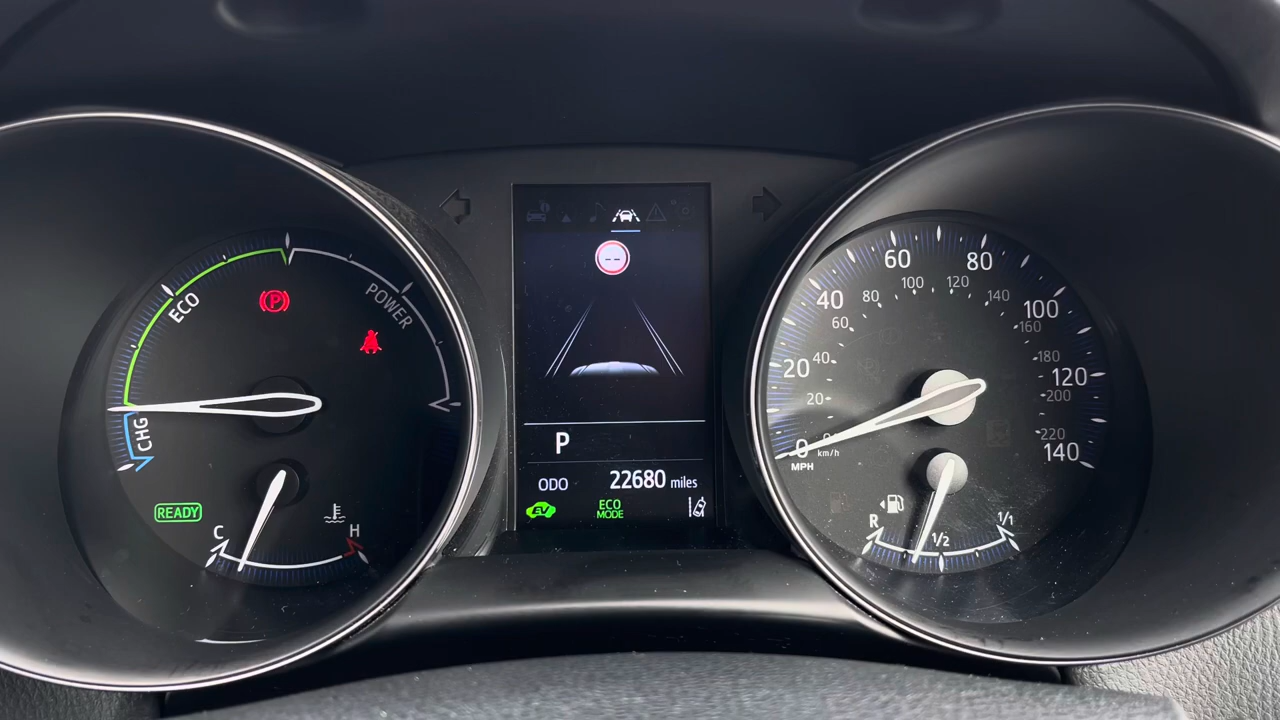 ECO
POWER
(P)
CHG
READY
C
H
--
P
ODO 22680 miles
EV
ECO
MODE
0
20
40
60
80
100
120
140
MPH
20
40
60
80
100
120
140
160
180
200
220
km/h
R
1/2
1/1